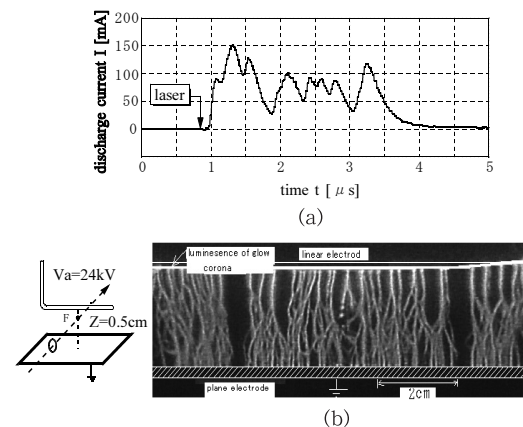 discharge current I [mA]
200
150
100
50
0
laser
0
1
2
3
4
5
time t [ μ s]
(a)
Va=24kV
F
Z=0.5cm
luminesence of glow
corona
linear electrod
plane electrode
2cm
(b)